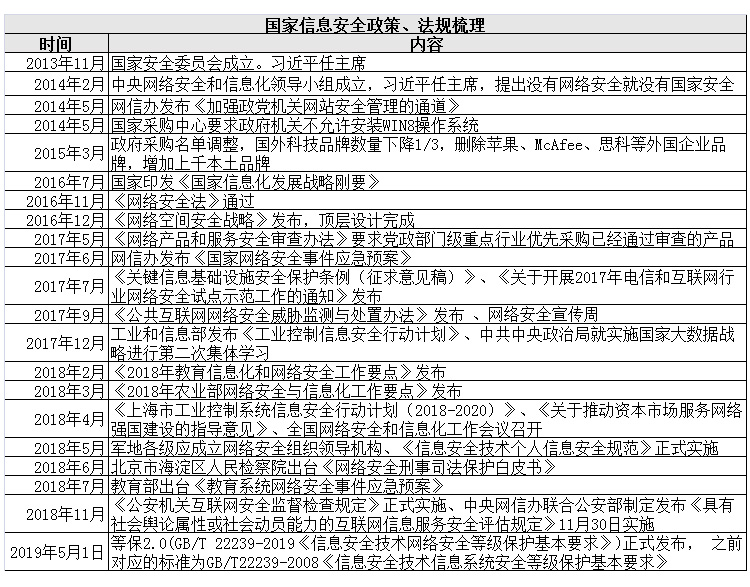 国家信息安全政策、法规梳理
时间 内容
2013年11月 国家安全委员会成立。习近平任主席
2014年2月 中央网络安全和信息化领导小组成立，习近平任主席，提出没有网络安全就没有国家安全
2014年5月 网信办发布《加强政党机关网站安全管理的通道》
2014年5月 国家采购中心要求政府机关不允许安装WIN8操作系统
2015年3月 政府采购名单调整，国外科技品牌数量下降1/3，删除苹果、McAfee、思科等外国企业品
牌，增加上千本土品牌
2016年7月 国家印发《国家信息化发展战略刚要》
2016年11月 《网络安全法》通过
2016年12月 《网络空间安全战略》发布，顶层设计完成
2017年5月 《网络产品和服务安全审查办法》要求党政部门级重点行业优先采购已经通过审查的产品
2017年6月 网信办发布《国家网络安全事件应急预案》
2017年7月 《关键信息基础设施安全保护条例（征求意见稿）、《关于开展2017年电信和互联网行
业网络安全试点示范工作的通知》发布
2017年9月 《公共互联网网络安全威胁监测与处置办法》发布 、网络安全宣传周
2017年12月 工业和信息部发布《工业控制信息安全行动计划》、中共中央政治局就实施国家大数据战
略进行第二次集体学习
2018年2月 《2018年教育信息化和网络安全工作要点》发布
2018年3月 《2018年农业部网络安全与信息化工作要点》发布
2018年4月 《上海市工业控制系统信息安全行动计划（2018-2020）》、《关于推动资本市场服务网络
强国建设的指导意见》、全国网络安全和信息化工作会议召开
2018年5月 军地各级应成立网络安全组织领导机构、《信息安全技术个人信息安全规范》正式实施
2018年6月 北京市海淀区人民检察院出台《网络安全刑事司法保护白皮书》
2018年7月 教育部出台《教育系统网络安全事件应急预案》
2018年11月 《公安机关互联网安全监督检查规定》正式实施、中央网信办联合公安部制定发布《具有
社会舆论属性或社会动员能力的互联网信息服务安全评估规定》11月30日实施
2019年5月1日 等保2.0(GB/T 22239-2019《信息安全技术网络安全等级保护基本要求》)正式发布， 之前
对应的标准为GB/T22239-2008《信息安全技术信息系统安全等级保护基本要求》